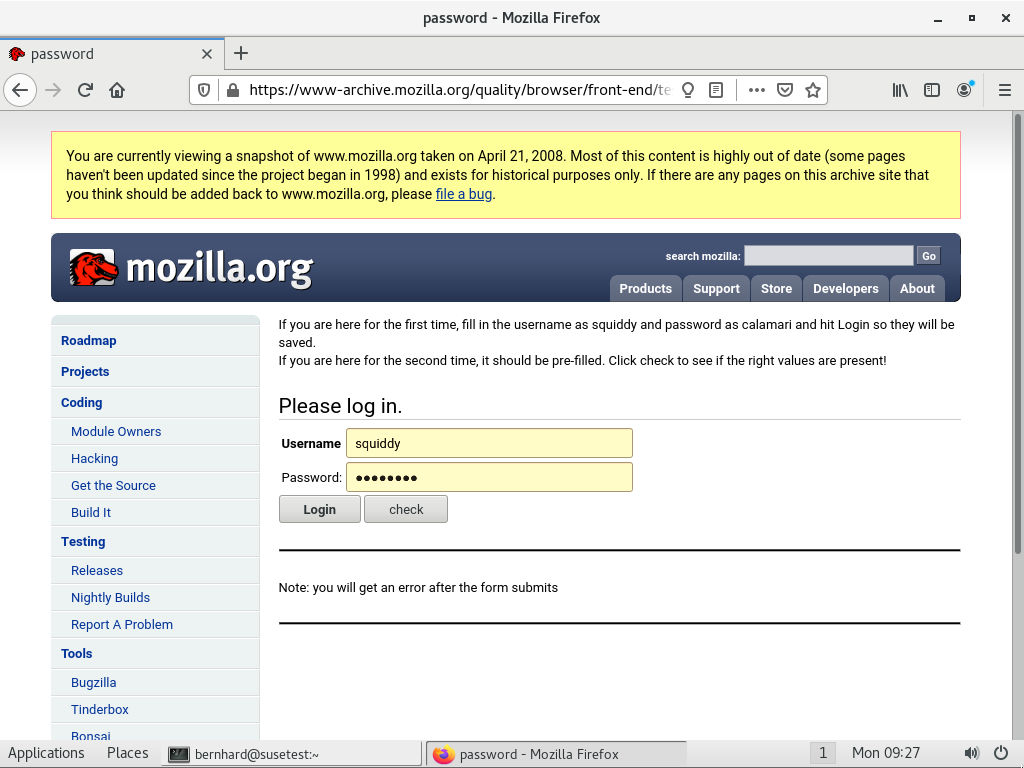 password - Mozilla Firefox
password
https://www-archive.mozilla.org/quality/browser/front-end/te
You are currently viewing a snapshot of www.mozilla.org taken on April 21, 2008. Most of this content is highly out of date (some pages
haven't been updated since the project began in 1998) and exists for historical purposes only. If there are any pages on this archive site that
you think should be added back to www.mozilla.org, please file a bug.
mozilla.org
search mozilla:
Go
Products
Support
Store
Developers
About
Roadmap
Projects
Coding
Module Owners
Hacking
Get the Source
Build It
Testing
Releases
Nightly Builds
Report A Problem
Tools
Bugzilla
Tinderbox
Bonsai
If you are here for the first time, fill in the username as squiddy and password as calamari and hit Login so they will be
saved.
If you are here for the second time, it should be pre-filled. Click check to see if the right values are present!
Please log in.
Username squiddy
Password: ●●●●●●●●
Login check
Note: you will get an error after the form submits
Applications Places bernhard@susetest:~ password - Mozilla Firefox 1 Mon 09:27